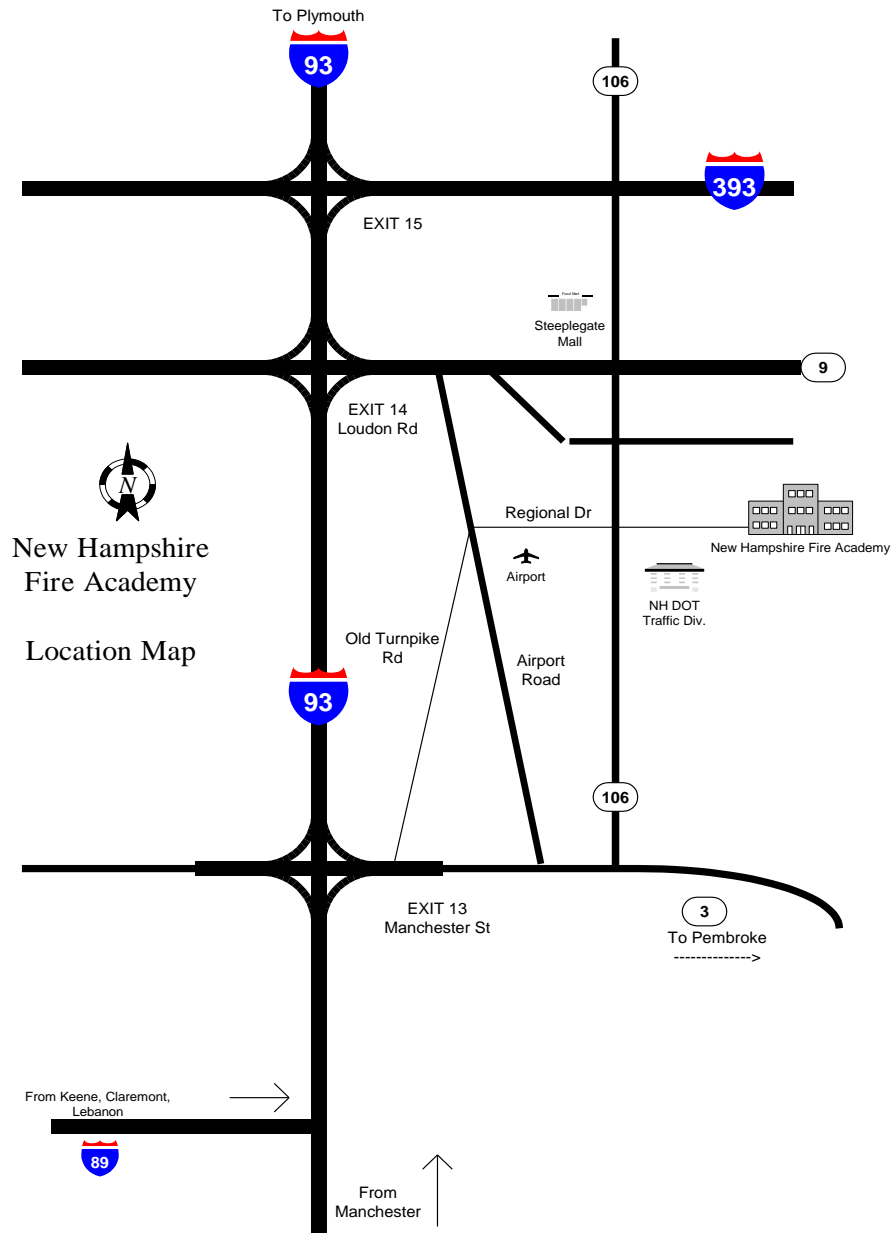 To Plymouth
93
106
393
EXIT 15
Steeplegate
Mall
9
EXIT 14
Loudon Rd
N
New Hampshire
Fire Academy
Location Map
Regional Dr
New Hampshire Fire Academy
Airport
NH DOT
Traffic Div.
Old Turnpike
Rd
Airport
Road
93
106
EXIT 13
Manchester St
3
To Pembroke
-------------->
From Keene, Claremont,
Lebanon
89
From
Manchester